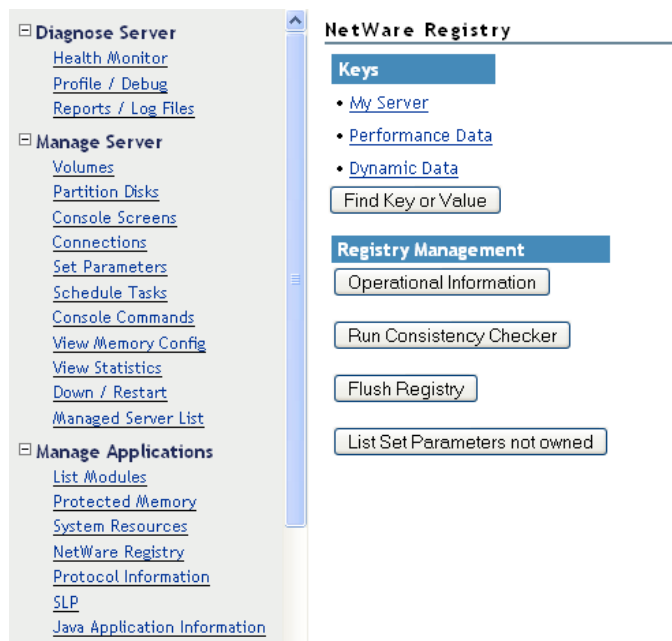 Diagnose Server
Health Monitor
Profile / Debug
Reports / Log Files
Manage Server
Volumes
Partition Disks
Console Screens
Connections
Set Parameters
Schedule Tasks
Console Commands
View Memory Config
View Statistics
Down / Restart
Managed Server List
Manage Applications
List Modules
Protected Memory
System Resources
NetWare Registry
Protocol Information
SLP
Java Application Information
NetWare Registry
Keys
• My Server
• Performance Data
• Dynamic Data
Find Key or Value
Registry Management
Operational Information
Run Consistency Checker
Flush Registry
List Set Parameters not owned